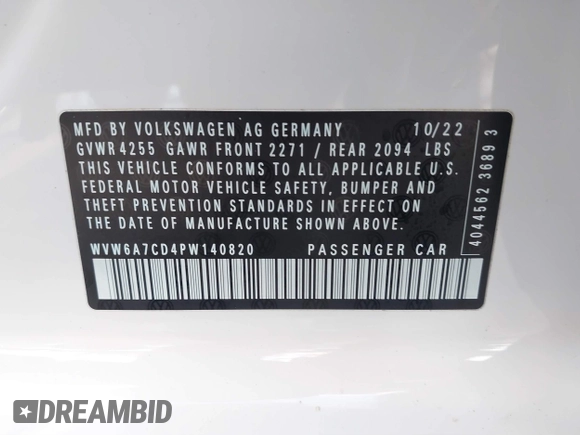 MFD BY VOLKSWAGEN AG GERMANY 10/22
GVWR 4255 GAWR FRONT 2271 / REAR 2094 LBS
THIS VEHICLE CONFORMS TO ALL APPLICABLE U.S.
FEDERAL MOTOR VEHICLE SAFETY, BUMPER AND
THEFT PREVENTION STANDARDS IN EFFECT ON
THE DATE OF MANUFACTURE SHOWN ABOVE.
WVW6A7CD4PW140820 PASSENGER CAR
4044562 36893
DREAMBID